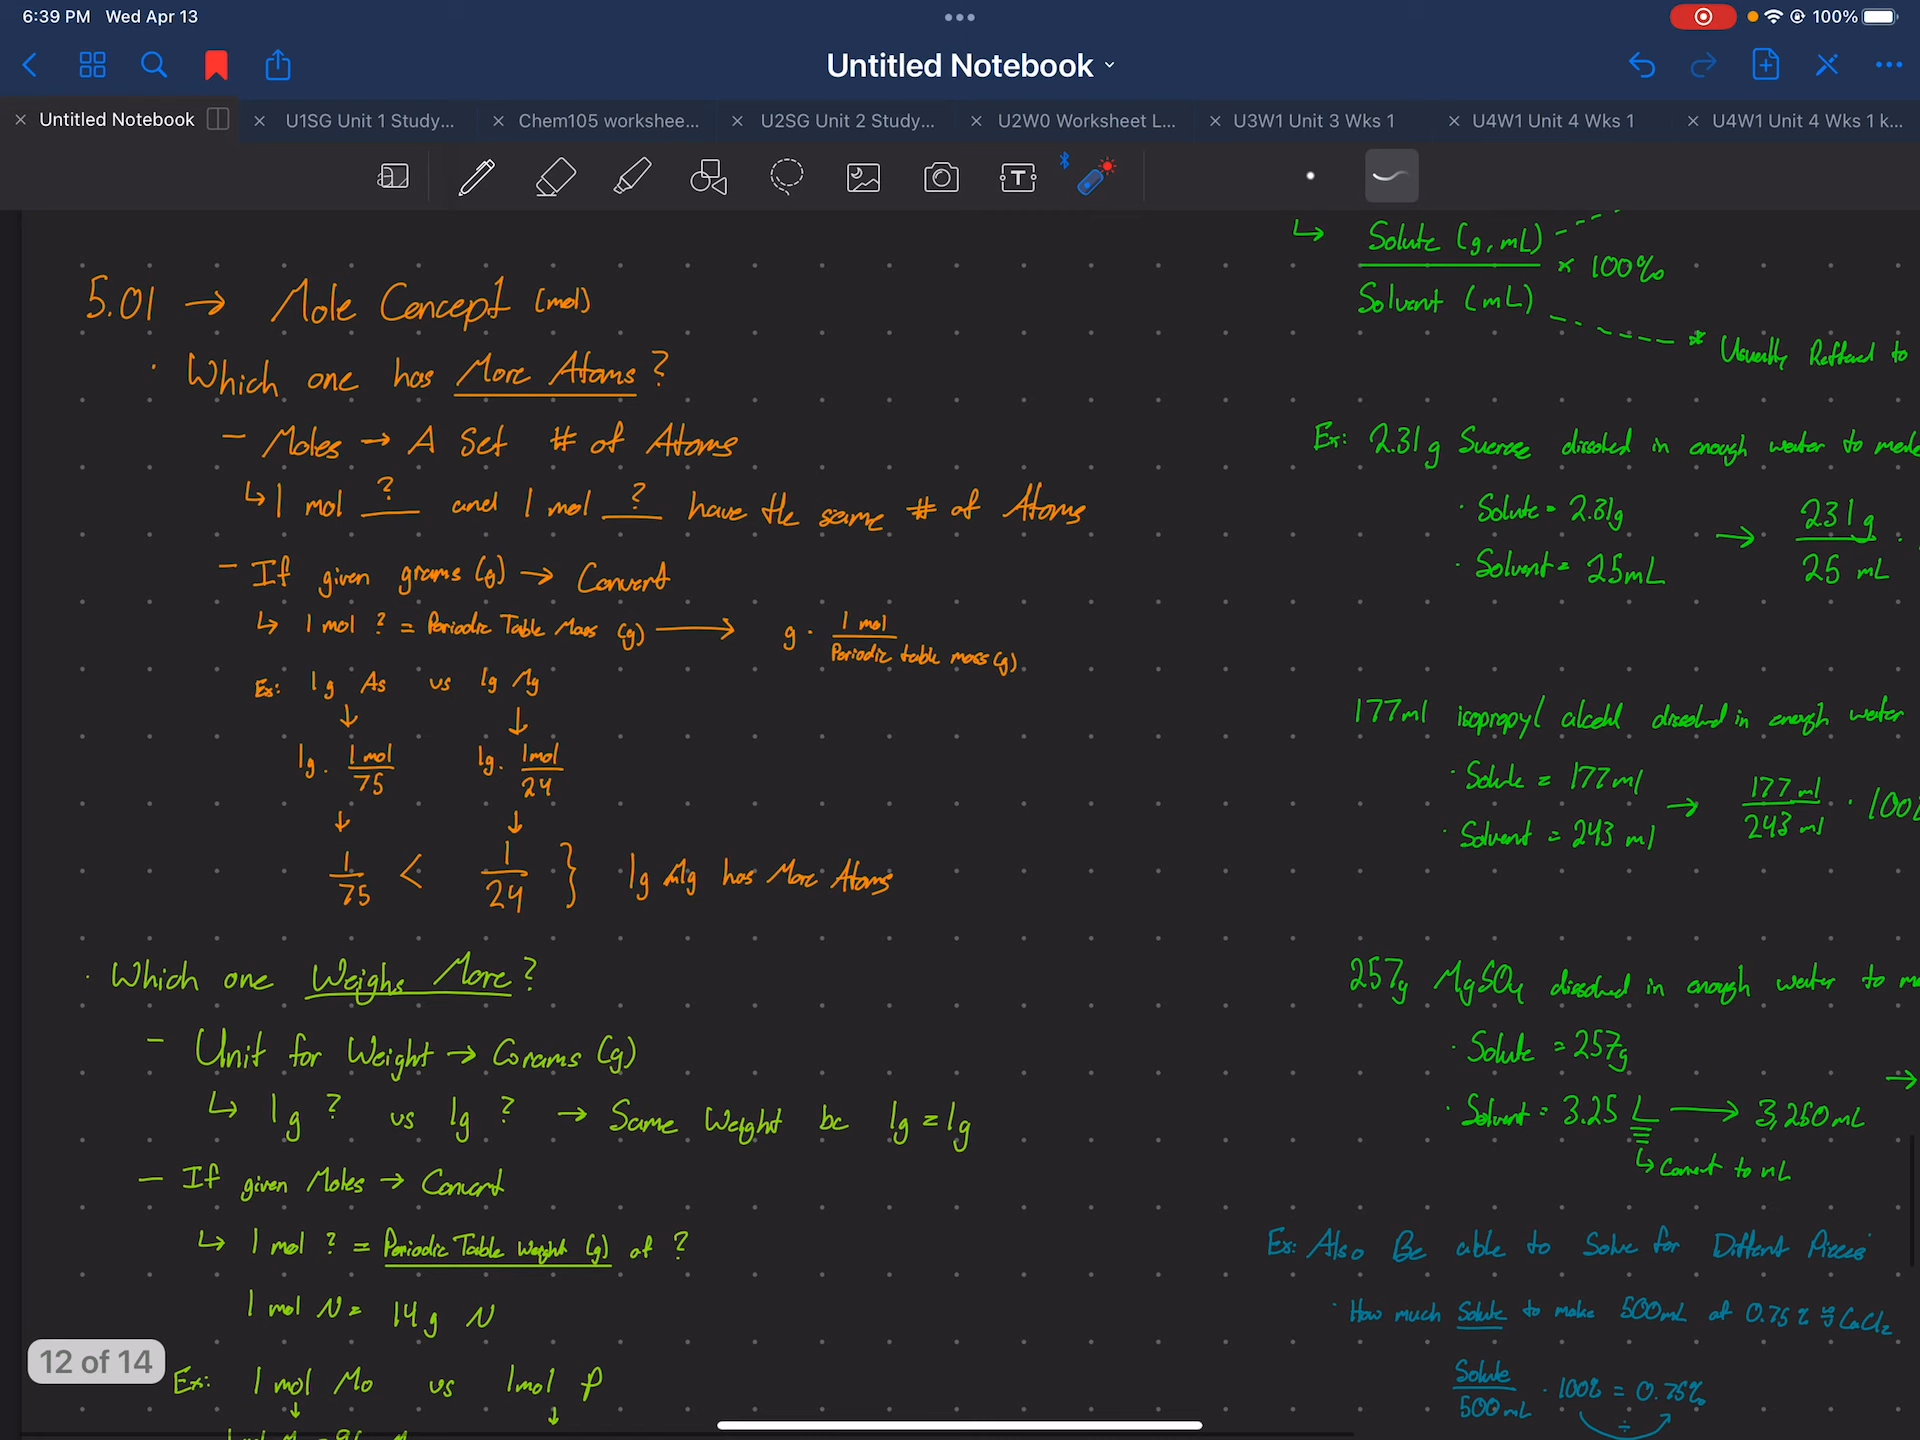 6:39 PM Wed Apr 13
100%
Untitled Notebook
Untitled Notebook
U1SG Unit 1 Study...
Chem105 workshee...
U2SG Unit 2 Study...
U2W0 Worksheet L...
U3W1 Unit 3 Wks 1
U4W1 Unit 4 Wks 1
U4W1 Unit 4 Wks 1 k...
5.01 → Mole Concept (mol)
· Which one has More Atoms?
- Moles → A Set # of Atoms
↳ 1 mol ? and 1 mol ? have the same # of Atoms
- If given grams (g) → Convert
↳ 1 mol ? = Periodic Table Mass (g) → g · 1 mol / Periodic table mass (g)
Ex: 1g As vs 1g Mg
↓ ↓
1g · 1 mol / 75 1g · 1mol / 24
↓ ↓
1/75 < 1/24 } 1g Mg has More Atoms
· Which one Weighs More?
- Unit for Weight → Grams (g)
↳ 1g ? vs 1g ? → Same Weight bc 1g = 1g
- If given Moles → Convert
↳ 1 mol ? = Periodic Table Weight (g) of ?
1 mol N = 14g N
Ex: 1 mol Mo vs 1mol P
↓ ↓
12 of 14
↳ Solute (g, mL) / Solvent (mL) × 100%
* Usually Reffered to
Ex: 2.31g Sucrose dissolved in enough water to make
· Solute = 2.31g
· Solvent = 25mL
→ 2.31g / 25 mL ·
177ml isopropyl alcohol dissolved in enough water
· Solute = 177ml
· Solvent = 243 ml
→ 177 ml / 243 ml · 100%
257g MgSO4 dissolved in enough water to
· Solute = 257g
→
· Solvent = 3.25 L → 3,250mL
↳ Convert to mL
Ex: Also Be able to Solve for Diffent Pieces
· How much Solute to make 500mL at 0.75% CaCl2
Solute / 500mL · 100% = 0.75%
÷